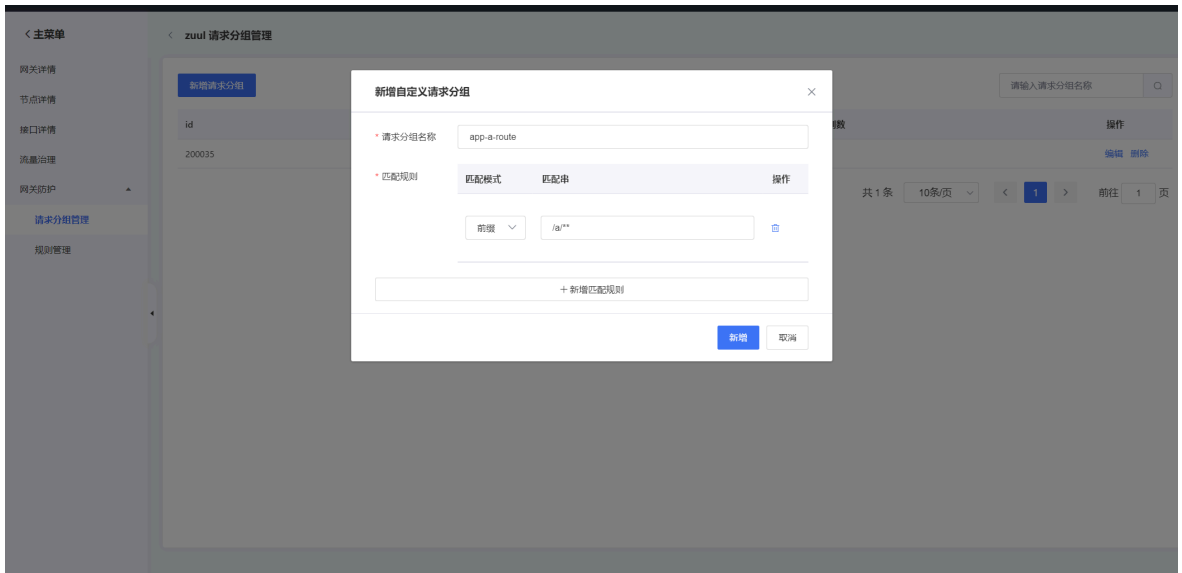 主菜单
zuul 请求分组管理
网关详情
节点详情
接口详情
流量治理
网关防护
请求分组管理
规则管理
新增请求分组
请输入请求分组名称
id
则数
操作
200035
编辑 删除
共 1 条
10条/页
1
前往 1 页
新增自定义请求分组
* 请求分组名称
app-a-route
* 匹配规则
匹配模式
匹配串
操作
前缀
/a/**
+ 新增匹配规则
新增
取消